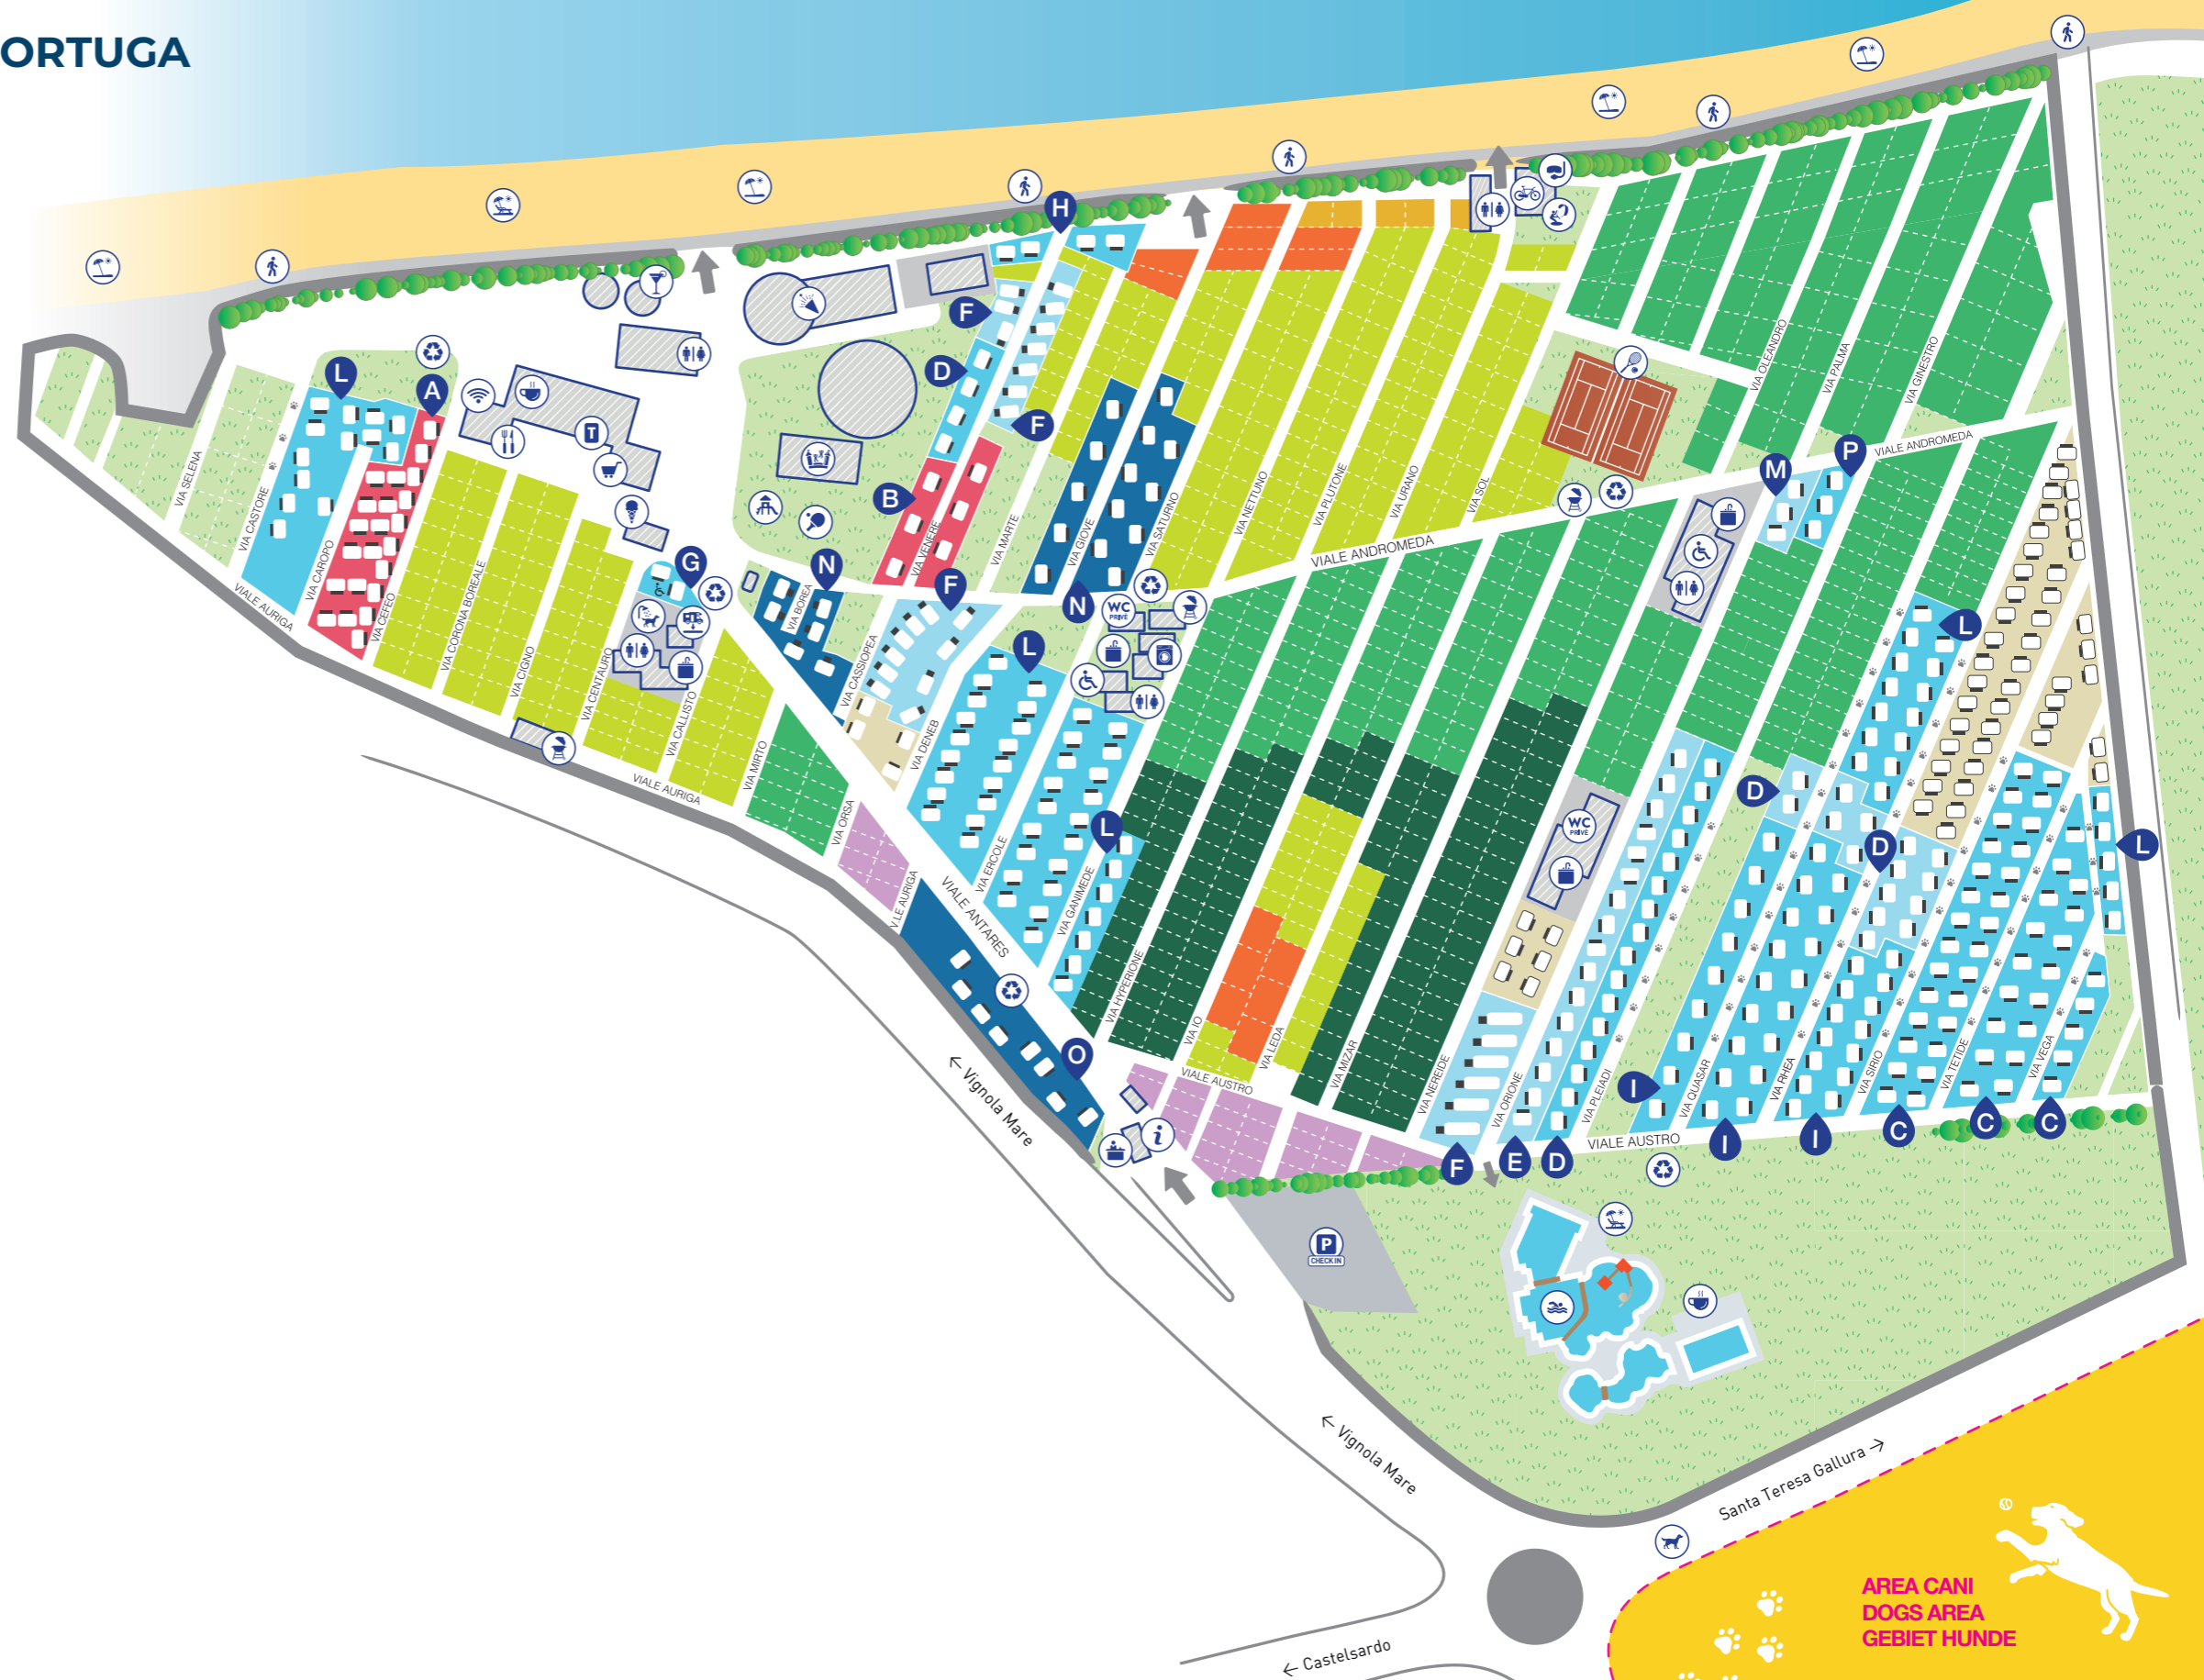 ORTUGA
H
F
D
F
B
L
A
T
VIA SELENA
VIA CASTORE
VIALE AURIGA
VIA CAROPO
VIA CEFEO
VIA CORONA BOREALE
VIA CIGNO
VIA CENTAURO
VIA CALLISTO
VIALE AURIGA
VIA MIRTO
VIA ORSA
V.LE AURIGA
G
N
VIA BOREA
VIA VENERE
VIA MARTE
VIA GIOVE
VIA SATURNO
VIA NETTUNO
VIA PLUTONE
VIA URANO
VIA SOL
VIALE ANDROMEDA
VIA OLEANDRO
VIA PALMA
VIA GINESTRO
VIALE ANDROMEDA
M
P
F
N
WC
PRIVÉ
L
L
VIA CASSIOPEA
VIA DENEB
VIA ERCOLE
VIA GANIMEDE
VIALE ANTARES
L
D
D
L
WC
PRIVÉ
VIA HYPERIONE
VIA IO
VIA LEDA
VIALE AUSTRO
VIA MIZAR
VIA NEREIDE
VIA ORIONE
VIA PLEIADI
VIA QUASAR
VIA RHEA
VIA SIRIO
VIA TETIDE
VIA VEGA
O
i
I
I
I
C
C
C
F
E
D
VIALE AUSTRO
← Vignola Mare
P
CHECK IN
← Vignola Mare
Santa Teresa Gallura →
← Castelsardo
AREA CANI
DOGS AREA
GEBIET HUNDE